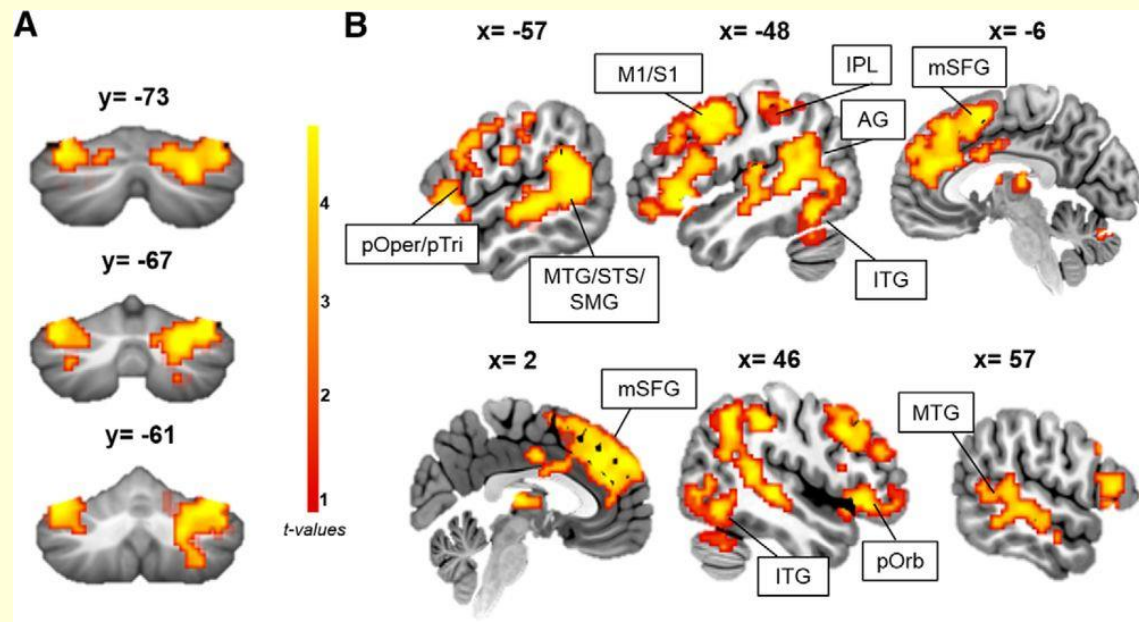 A
y= -73
y= -67
y= -61
4
3
2
1
t-values
B
x= -57
x= -48
x= -6
M1/S1
IPL
mSFG
AG
pOper/pTri
MTG/STS/
SMG
ITG
x= 2
x= 46
x= 57
mSFG
MTG
ITG
pOrb